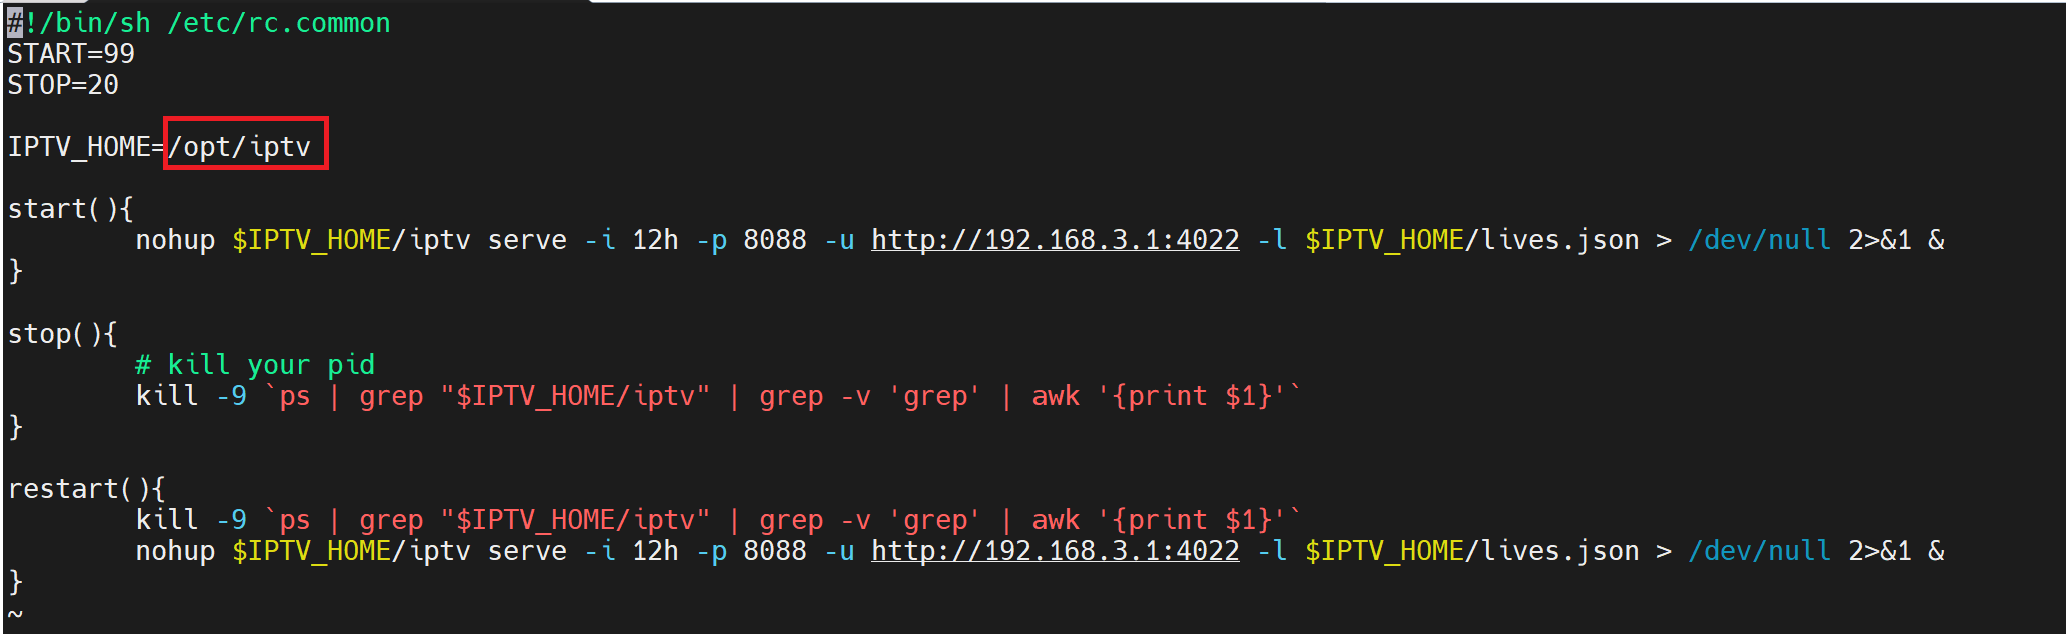 #!/bin/sh /etc/rc.common
START=99
STOP=20
IPTV_HOME=/opt/iptv
start(){
nohup $IPTV_HOME/iptv serve -i 12h -p 8088 -u http://192.168.3.1:4022 -l $IPTV_HOME/lives.json > /dev/null 2>&1 &
}
stop(){
# kill your pid
kill -9 `ps | grep "$IPTV_HOME/iptv" | grep -v 'grep' | awk '{print $1}'`
}
restart(){
kill -9 `ps | grep "$IPTV_HOME/iptv" | grep -v 'grep' | awk '{print $1}'`
nohup $IPTV_HOME/iptv serve -i 12h -p 8088 -u http://192.168.3.1:4022 -l $IPTV_HOME/lives.json > /dev/null 2>&1 &
}
~